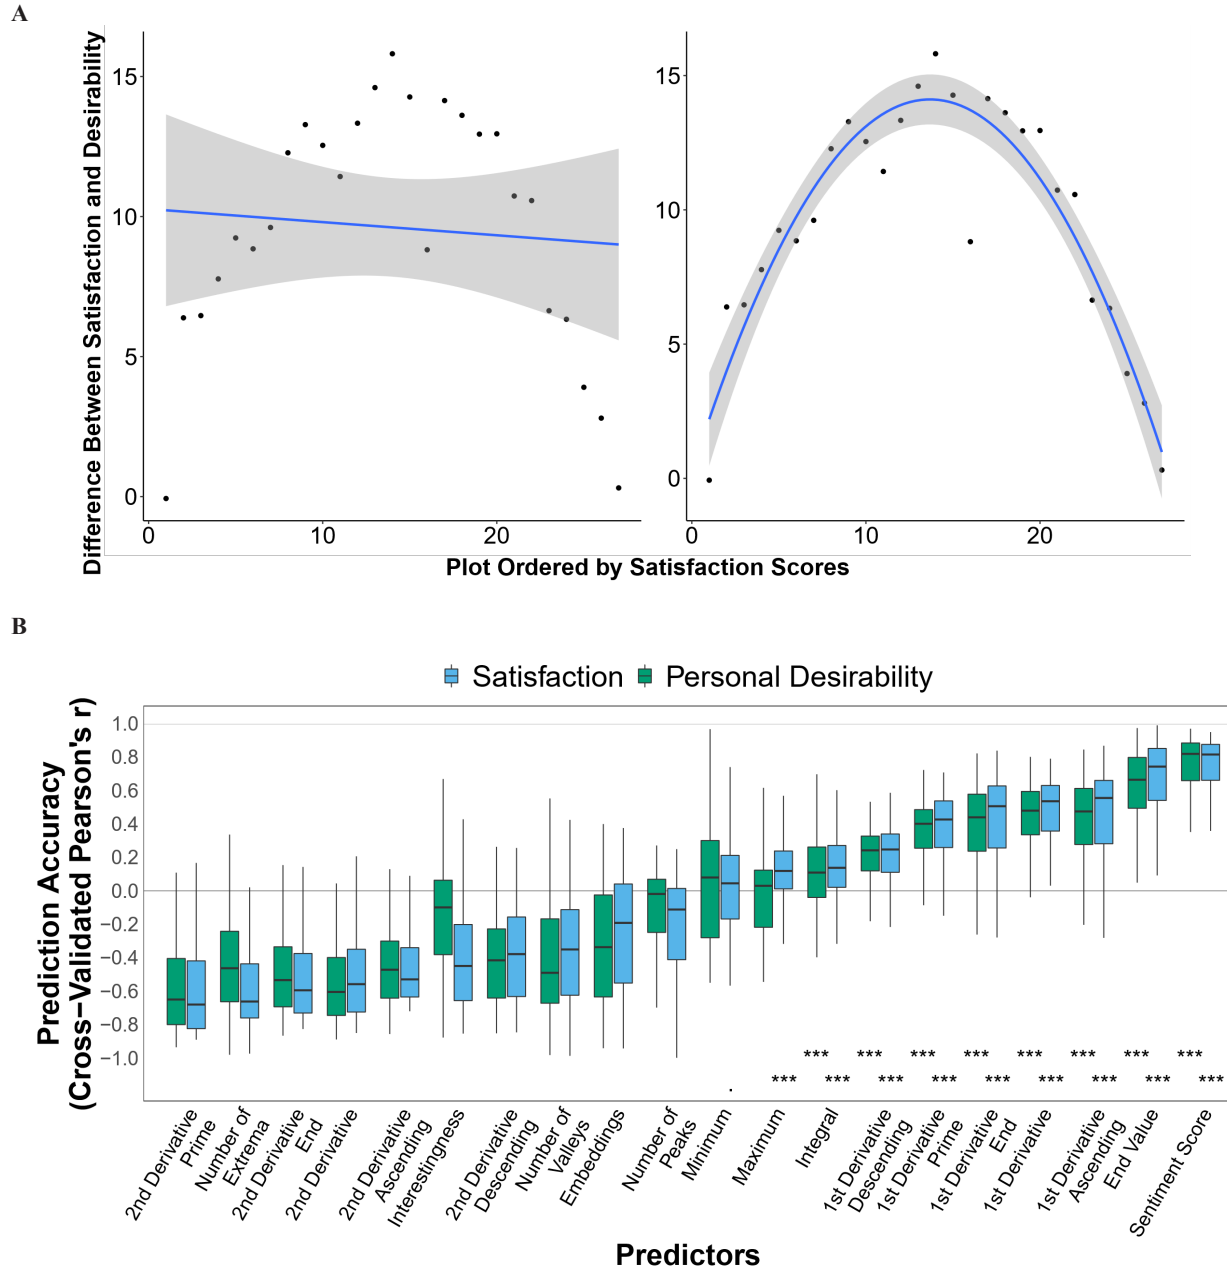 A
Difference Between Satisfaction and Desirability
15
10
5
0
0
10
20
15
10
5
0
0
10
20
Plot Ordered by Satisfaction Scores
B
Satisfaction
Personal Desirability
Prediction Accuracy
(Cross−Validated Pearson's r)
1.0
0.8
0.6
0.4
0.2
0.0
−0.2
−0.4
−0.6
−0.8
−1.0
*** *** *** *** *** *** *** ***
. *** *** *** *** *** *** *** *** ***
2nd Derivative
Prime
Number of
Extrema
2nd Derivative
End
2nd Derivative
2nd Derivative
Ascending
Interestingness
2nd Derivative
Descending
Number of
Valleys
Embeddings
Number of
Peaks
Minimum
Maximum
Integral
1st Derivative
Descending
1st Derivative
Prime
1st Derivative
End
1st Derivative
1st Derivative
Ascending
End Value
Sentiment Score
Predictors